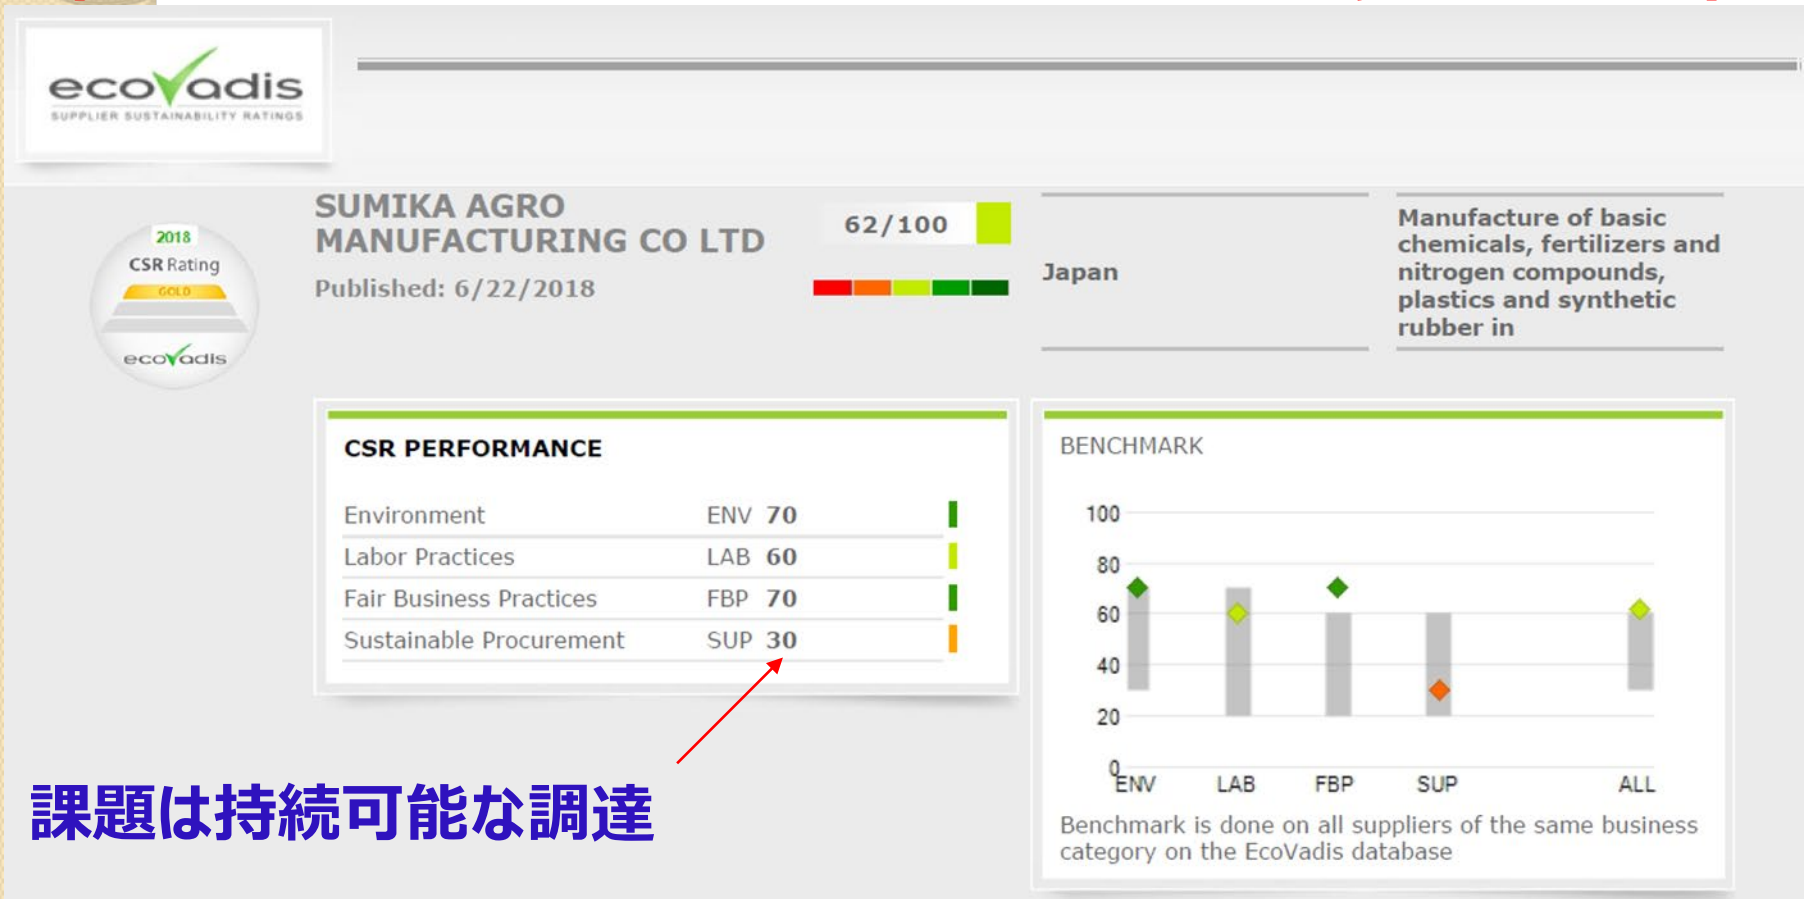 ecovadis
SUPPLIER SUSTAINABILITY RATINGS
2018
CSR Rating
GOLD
ecovadis
SUMIKA AGRO
MANUFACTURING CO LTD
Published: 6/22/2018
62/100
Japan
Manufacture of basic
chemicals, fertilizers and
nitrogen compounds,
plastics and synthetic
rubber in
CSR PERFORMANCE
Environment ENV 70
Labor Practices LAB 60
Fair Business Practices FBP 70
Sustainable Procurement SUP 30
課題は持続可能な調達
BENCHMARK
100
80
60
40
20
0
ENV LAB FBP SUP ALL
Benchmark is done on all suppliers of the same business
category on the EcoVadis database